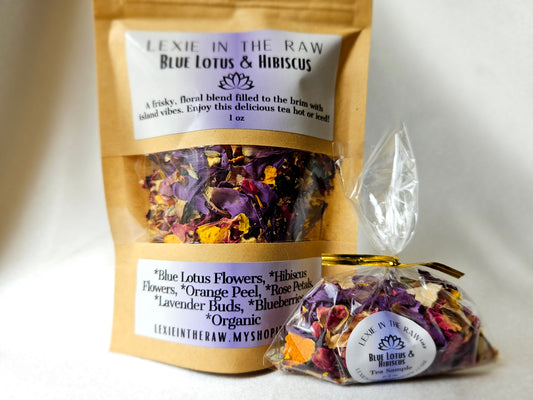 LEXIE IN THE RAW
BLUE LOTUS & HIBISCUS
A frisky, floral blend filled to the brim with
island vibes. Enjoy this delicious tea hot or iced!
1 oz
*Blue Lotus Flowers, *Hibiscus
Flowers, *Orange Peel, *Rose Petals,
*Lavender Buds, *Blueberries
*Organic
LEXIEINTHERAW.MYSHOPI
LEXIE IN THE RAW
BLUE LOTUS &
HIBISCUS
Tea Sample